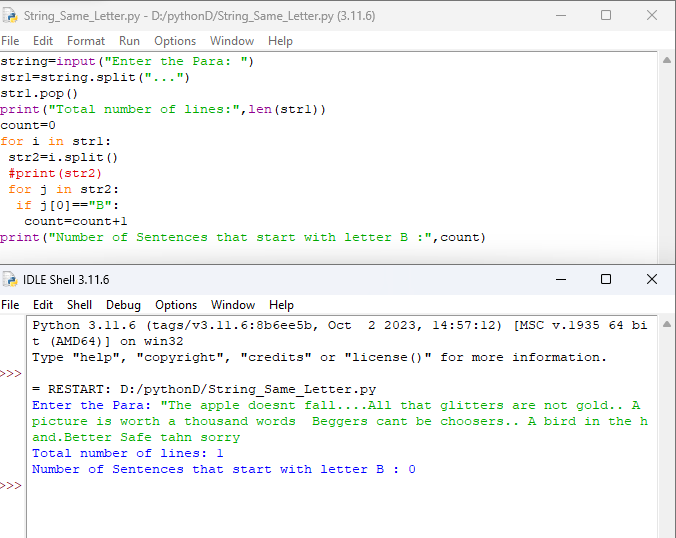 String_Same_Letter.py - D:/pythonD/String_Same_Letter.py (3.11.6)
File Edit Format Run Options Window Help
string=input("Enter the Para: ")
str1=string.split("...")
str1.pop()
print("Total number of lines:",len(str1))
count=0
for i in str1:
 str2=i.split()
 #print(str2)
 for j in str2:
  if j[0]=="B":
   count=count+1
print("Number of Sentences that start with letter B :",count)
IDLE Shell 3.11.6
File Edit Shell Debug Options Window Help
Python 3.11.6 (tags/v3.11.6:8b6ee5b, Oct  2 2023, 14:57:12) [MSC v.1935 64 bi
t (AMD64)] on win32
Type "help", "copyright", "credits" or "license()" for more information.
>>>
= RESTART: D:/pythonD/String_Same_Letter.py
Enter the Para: "The apple doesnt fall....All that glitters are not gold.. A
picture is worth a thousand words  Beggers cant be choosers.. A bird in the h
and.Better Safe tahn sorry
Total number of lines: 1
Number of Sentences that start with letter B : 0
>>>